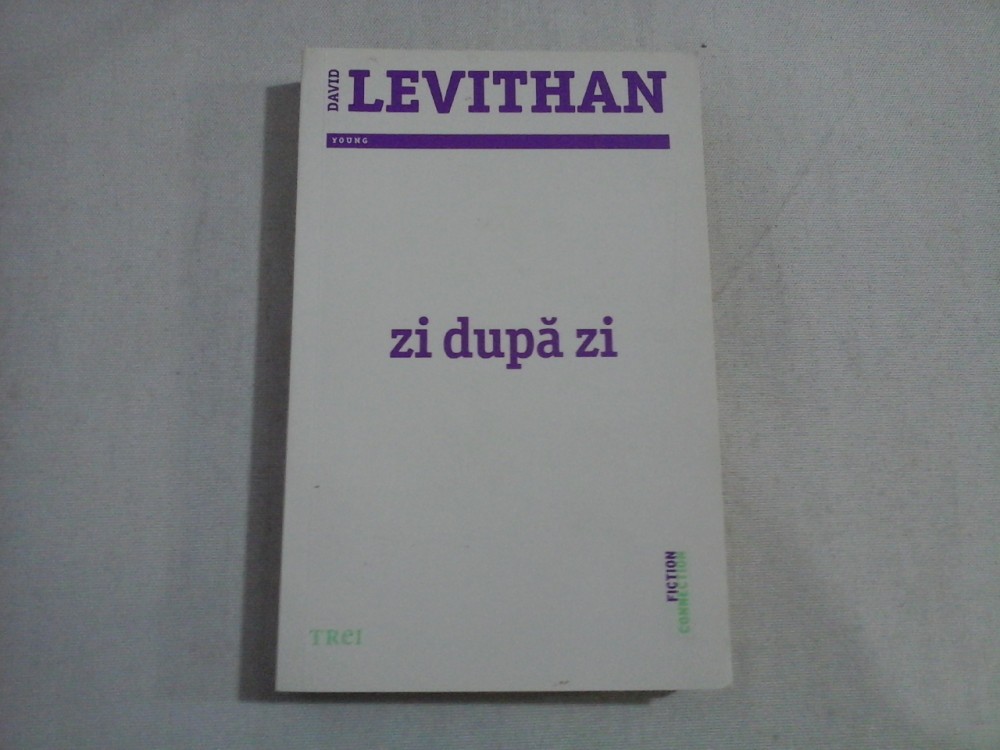 DAVID
LEVITHAN
YOUNG
zi după zi
FICTION
CONNECTION
TREI